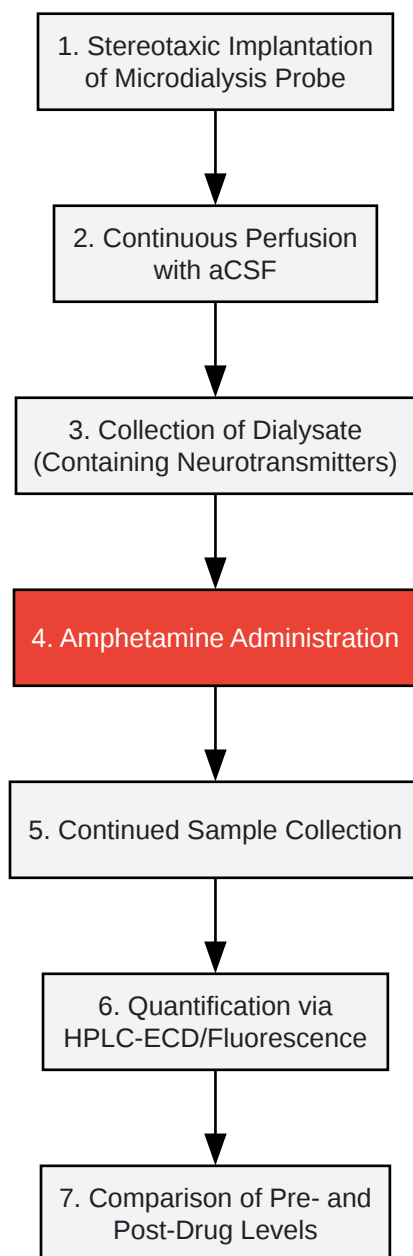 1. Stereotaxic Implantation
of Microdialysis Probe
2. Continuous Perfusion
with aCSF
3. Collection of Dialysate
(Containing Neurotransmitters)
4. Amphetamine Administration
5. Continued Sample Collection
6. Quantification via
HPLC-ECD/Fluorescence
7. Comparison of Pre- and
Post-Drug Levels